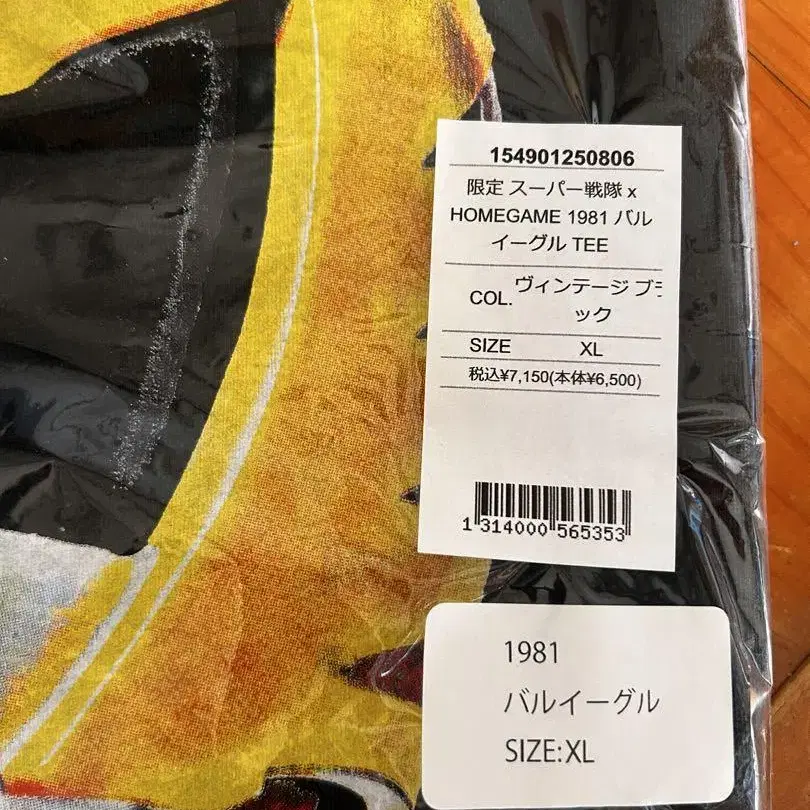 154901250806
限定 スーパー戦隊 x
HOMEGAME 1981 バル
イーグル TEE
COL. ヴィンテージ ブラ
ック
SIZE XL
税込¥7,150(本体¥6,500)
1 314000 565353
1981
バルイーグル
SIZE:XL